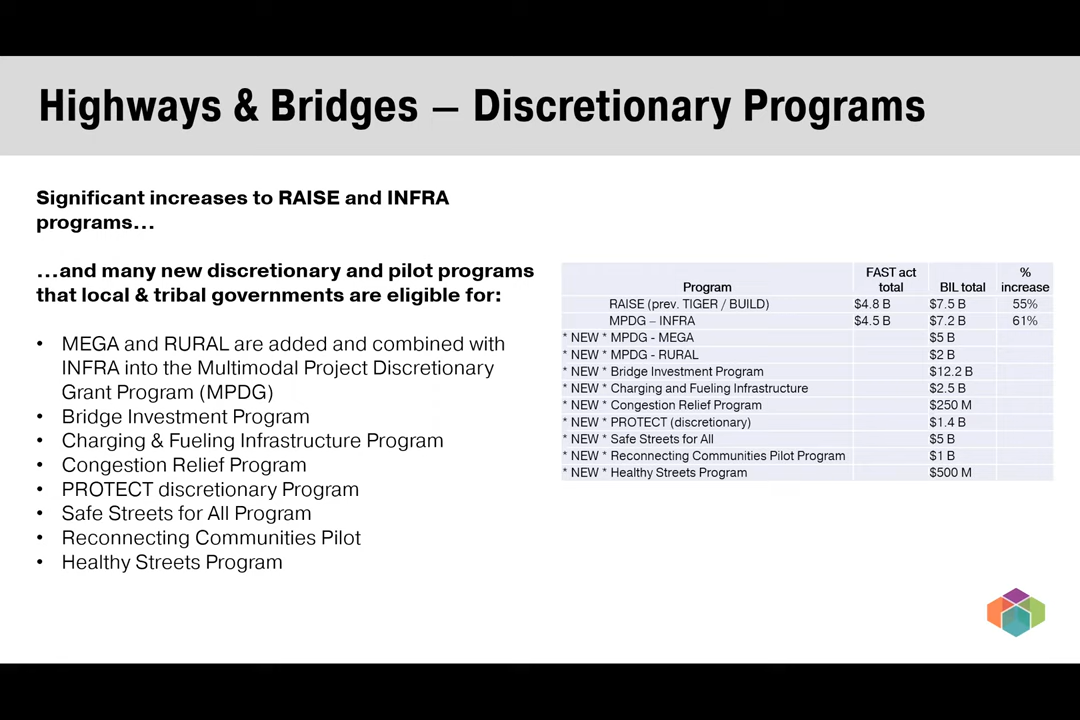 Highways & Bridges – Discretionary Programs
Significant increases to RAISE and INFRA
programs...
...and many new discretionary and pilot programs
that local & tribal governments are eligible for:
• MEGA and RURAL are added and combined with
INFRA into the Multimodal Project Discretionary
Grant Program (MPDG)
• Bridge Investment Program
• Charging & Fueling Infrastructure Program
• Congestion Relief Program
• PROTECT discretionary Program
• Safe Streets for All Program
• Reconnecting Communities Pilot
• Healthy Streets Program
Program FAST act total BIL total % increase
RAISE (prev. TIGER / BUILD) $4.8 B $7.5 B 55%
MPDG – INFRA $4.5 B $7.2 B 61%
* NEW * MPDG - MEGA $5 B
* NEW * MPDG - RURAL $2 B
* NEW * Bridge Investment Program $12.2 B
* NEW * Charging and Fueling Infrastructure $2.5 B
* NEW * Congestion Relief Program $250 M
* NEW * PROTECT (discretionary) $1.4 B
* NEW * Safe Streets for All $5 B
* NEW * Reconnecting Communities Pilot Program $1 B
* NEW * Healthy Streets Program $500 M